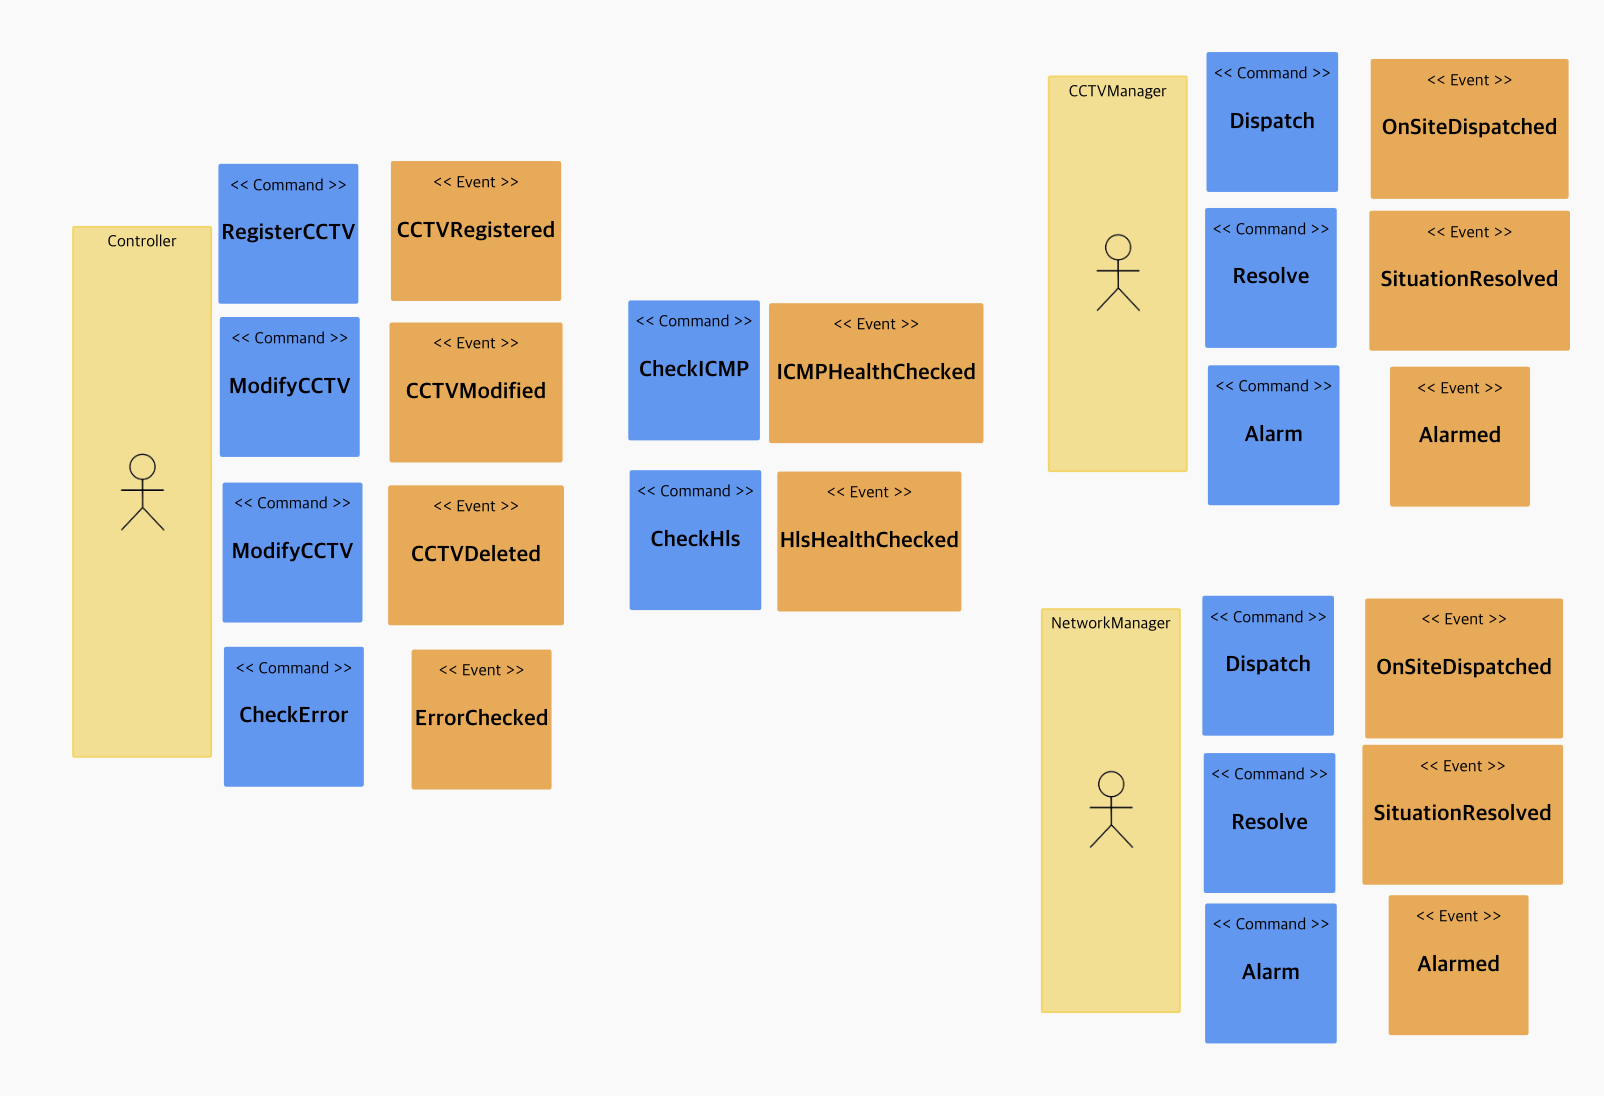 Controller
<< Command >>
RegisterCCTV
<< Event >>
CCTVRegistered
<< Command >>
ModifyCCTV
<< Event >>
CCTVModified
<< Command >>
ModifyCCTV
<< Event >>
CCTVDeleted
<< Command >>
CheckError
<< Event >>
ErrorChecked
<< Command >>
CheckICMP
<< Event >>
ICMPHealthChecked
<< Command >>
CheckHls
<< Event >>
HlsHealthChecked
CCTVManager
<< Command >>
Dispatch
<< Event >>
OnSiteDispatched
<< Command >>
Resolve
<< Event >>
SituationResolved
<< Command >>
Alarm
<< Event >>
Alarmed
NetworkManager
<< Command >>
Dispatch
<< Event >>
OnSiteDispatched
<< Command >>
Resolve
<< Event >>
SituationResolved
<< Command >>
Alarm
<< Event >>
Alarmed